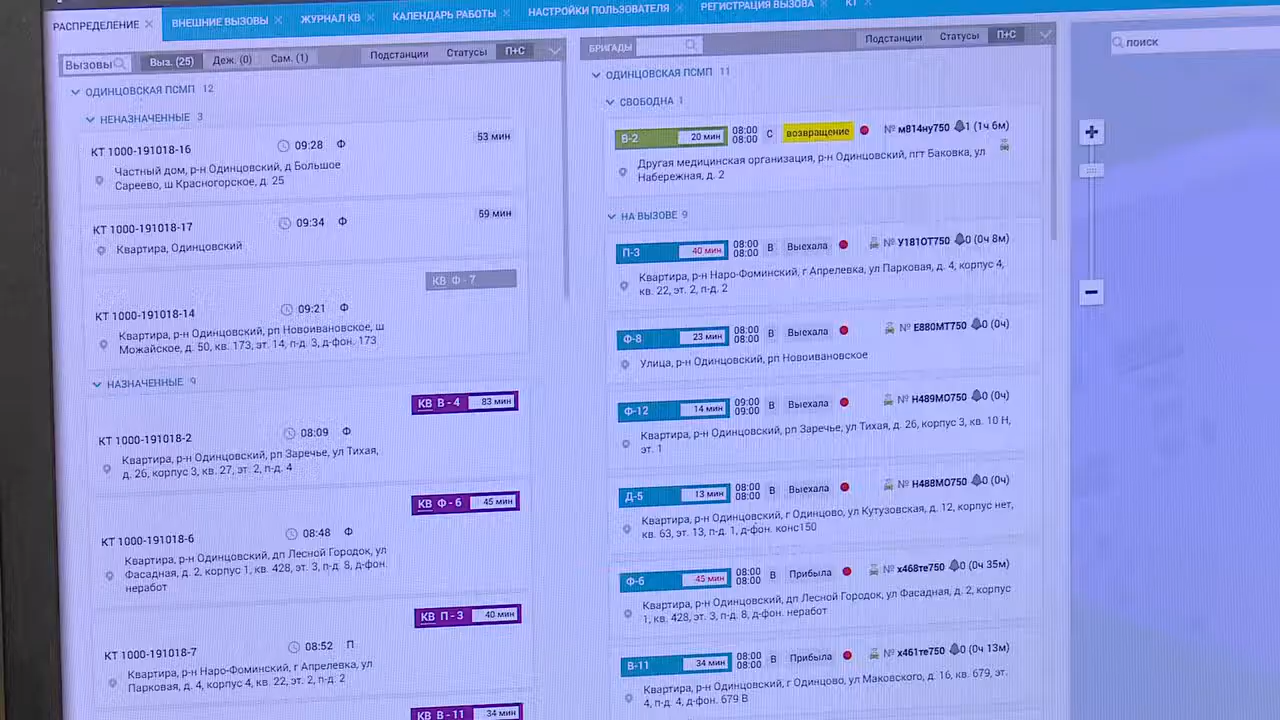 РАСПРЕДЕЛЕНИЕ ✕ ВНЕШНИЕ ВЫЗОВЫ ✕ ЖУРНАЛ КВ ✕ КАЛЕНДАРЬ РАБОТЫ ✕ НАСТРОЙКИ ПОЛЬЗОВАТЕЛЯ ✕ РЕГИСТРАЦИЯ ВЫЗОВА ✕ КТ ✕
Вызовы Выз. (25) Деж. (0) Сам. (1) Подстанции Статусы П+С
ОДИНЦОВСКАЯ ПСМП 12
НЕНАЗНАЧЕННЫЕ 3
53 мин
КТ 1000-191018-16 09:28 Ф
Частный дом, р-н Одинцовский, д Большое
Сареево, ш Красногорское, д. 25
59 мин
КТ 1000-191018-17 09:34 Ф
Квартира, Одинцовский
КВ Ф - 7
КТ 1000-191018-14 09:21 Ф
Квартира, р-н Одинцовский, рп Новоивановское, ш
Можайское, д. 50, кв. 173, эт. 14, п-д. 3, д-фон. 173
НАЗНАЧЕННЫЕ 9
КВ В - 4 83 мин
КТ 1000-191018-2 08:09 Ф
Квартира, р-н Одинцовский, рп Заречье, ул Тихая,
д. 26, корпус 3, кв. 27, эт. 2, п-д. 4
КВ Ф - 6 45 мин
КТ 1000-191018-6 08:48 Ф
Квартира, р-н Одинцовский, дп Лесной Городок, ул
Фасадная, д. 2, корпус 1, кв. 428, эт. 3, п-д. 8, д-фон.
неработ
КВ П - 3 40 мин
КТ 1000-191018-7 08:52 П
Квартира, р-н Наро-Фоминский, г Апрелевка, ул
Парковая, д. 4, корпус 4, кв. 22, эт. 2, п-д. 2
КВ В - 11 34 мин
БРИГАДЫ Подстанции Статусы П+С
ОДИНЦОВСКАЯ ПСМП 11
СВОБОДНА 1
В-2 20 мин 08:00 08:00 С возвращение № м814ну750 1 (1ч 6м)
Другая медицинская организация, р-н Одинцовский, пгт Баковка, ул
Набережная, д. 2
НА ВЫЗОВЕ 9
П-3 40 мин 08:00 08:00 В Выехала № У181ОТ750 0 (0ч 8м)
Квартира, р-н Наро-Фоминский, г Апрелевка, ул Парковая, д. 4, корпус 4,
кв. 22, эт. 2, п-д. 2
Ф-8 23 мин 08:00 08:00 В Выехала № Е880МТ750 0 (0ч)
Улица, р-н Одинцовский, рп Новоивановское
Ф-12 14 мин 09:00 09:00 В Выехала № Н489МО750 0 (0ч)
Квартира, р-н Одинцовский, рп Заречье, ул Тихая, д. 26, корпус 3, кв. 10 Н,
эт. 1
Д-5 13 мин 08:00 08:00 В Выехала № Н488МО750 0 (0ч)
Квартира, р-н Одинцовский, г Одинцово, ул Кутузовская, д. 12, корпус нет,
кв. 63, эт. 13, п-д. 1, д-фон. конс150
Ф-6 45 мин 08:00 08:00 В Прибыла № х468те750 0 (0ч 35м)
Квартира, р-н Одинцовский, дп Лесной Городок, ул Фасадная, д. 2, корпус
1, кв. 428, эт. 3, п-д. 8, д-фон. неработ
В-11 34 мин 08:00 08:00 В Прибыла № х461те750 0 (0ч 13м)
Квартира, р-н Одинцовский, г Одинцово, ул Маковского, д. 16, кв. 679, эт.
4, п-д. 4, д-фон. 679 В
поиск